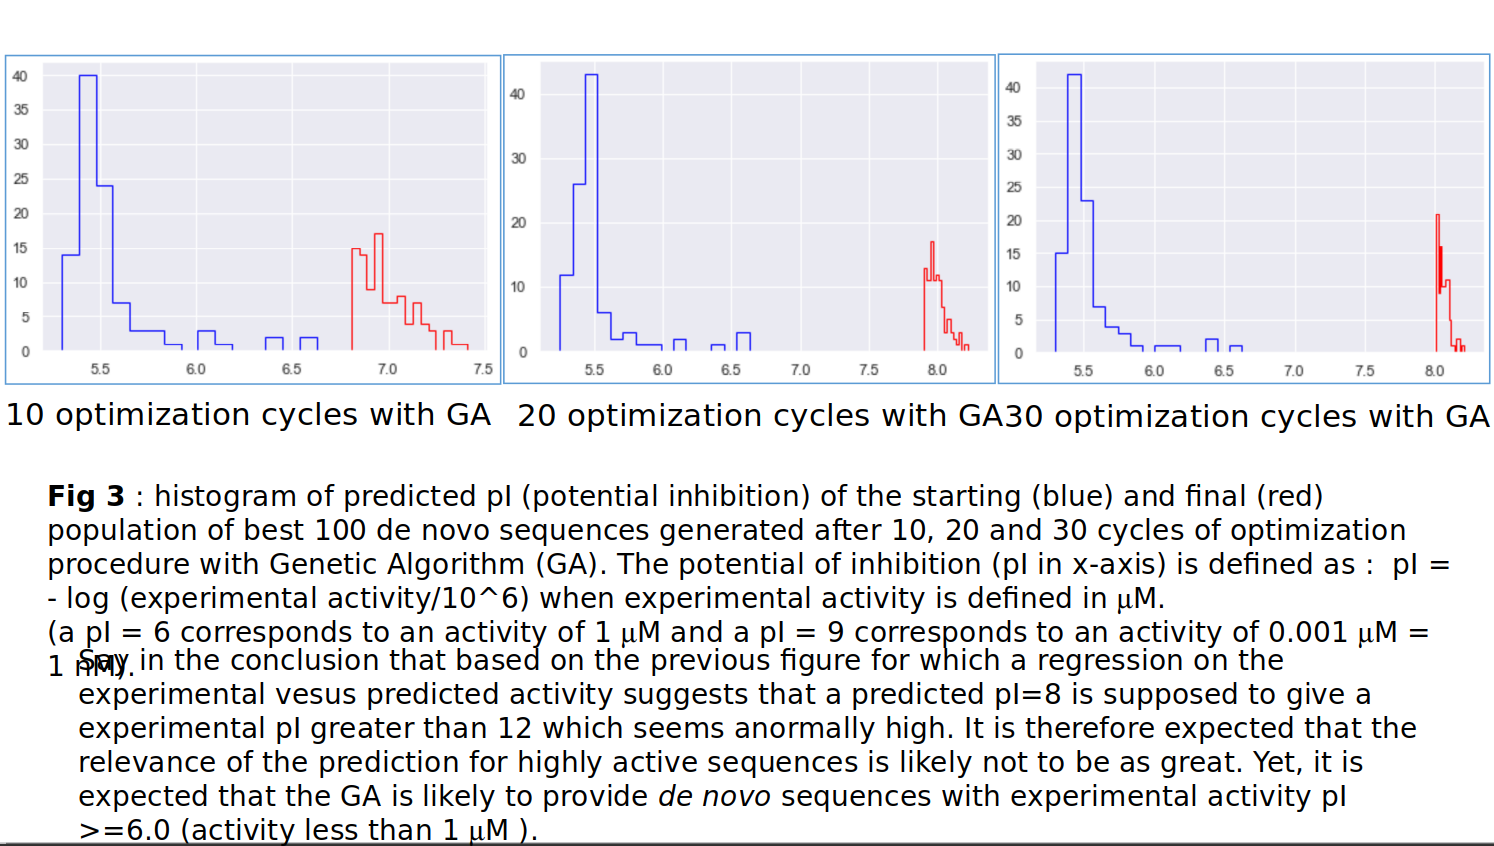 40
35
30
25
20
15
10
5
0
5.5 6.0 6.5 7.0 7.5
40
30
20
10
0
5.5 6.0 6.5 7.0 7.5 8.0
40
35
30
25
20
15
10
5
0
5.5 6.0 6.5 7.0 7.5 8.0
10 optimization cycles with GA
20 optimization cycles with GA
30 optimization cycles with GA
Fig 3 : histogram of predicted pI (potential inhibition) of the starting (blue) and final (red)
population of best 100 de novo sequences generated after 10, 20 and 30 cycles of optimization
procedure with Genetic Algorithm (GA). The potential of inhibition (pI in x-axis) is defined as : pI =
- log (experimental activity/10^6) when experimental activity is defined in μM.
(a pI = 6 corresponds to an activity of 1 μM and a pI = 9 corresponds to an activity of 0.001 μM =
1 nM).
Say in the conclusion that based on the previous figure for which a regression on the
experimental vesus predicted activity suggests that a predicted pI=8 is supposed to give a
experimental pI greater than 12 which seems anormally high. It is therefore expected that the
relevance of the prediction for highly active sequences is likely not to be as great. Yet, it is
expected that the GA is likely to provide de novo sequences with experimental activity pI
>=6.0 (activity less than 1 μM ).